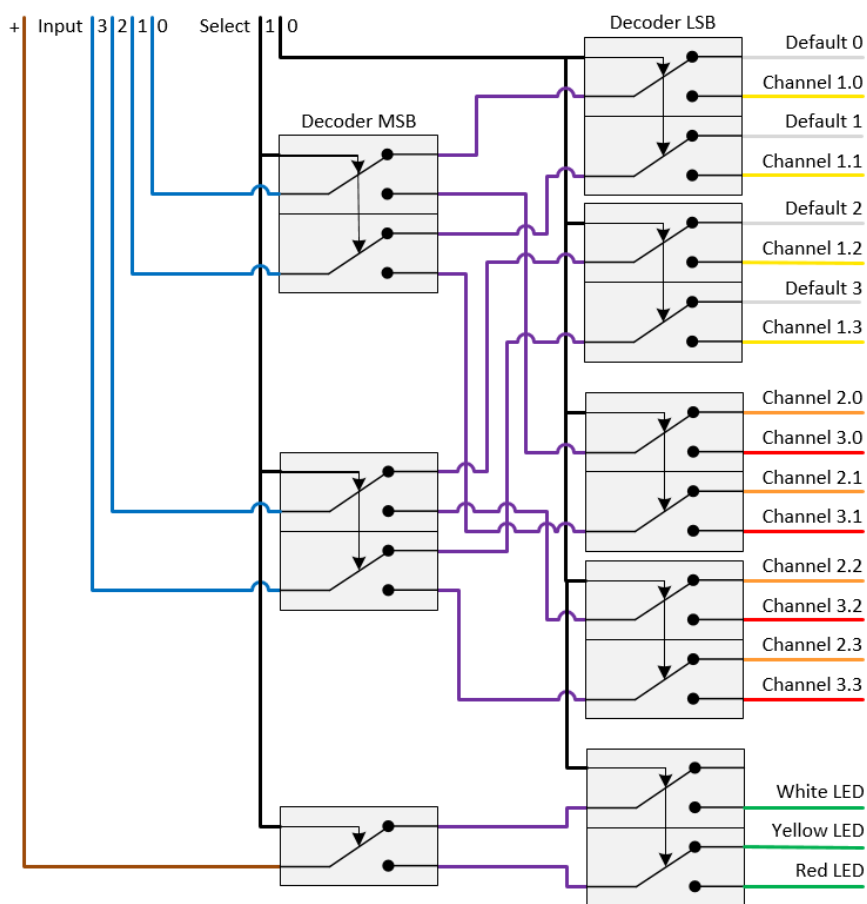 + Input 3 2 1 0 Select 1 0
Decoder LSB
Default 0
Channel 1.0
Decoder MSB
Default 1
Channel 1.1
Default 2
Channel 1.2
Default 3
Channel 1.3
Channel 2.0
Channel 3.0
Channel 2.1
Channel 3.1
Channel 2.2
Channel 3.2
Channel 2.3
Channel 3.3
White LED
Yellow LED
Red LED